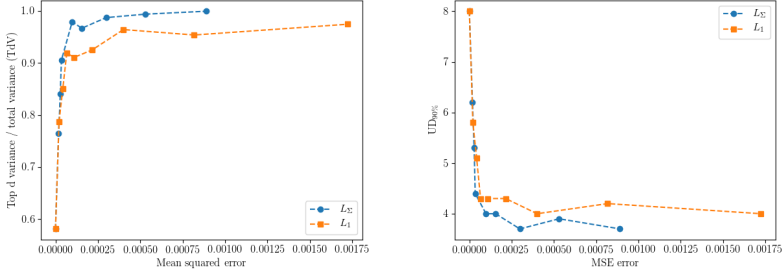 Top d variance / total variance (TdV)
1.0
0.9
0.8
0.7
0.6
L_Σ
L_1
0.00000 0.00025 0.00050 0.00075 0.00100 0.00125 0.00150 0.00175
Mean squared error
UD_90%
8
7
6
5
4
L_Σ
L_1
0.00000 0.00025 0.00050 0.00075 0.00100 0.00125 0.00150 0.00175
MSE error